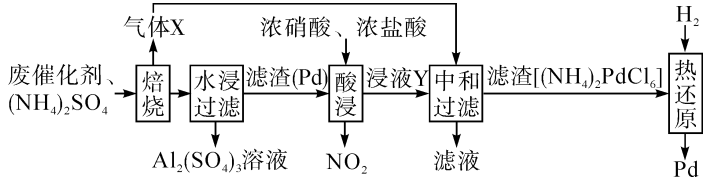 气体X
浓硝酸、浓盐酸
H₂
废催化剂、
(NH₄)₂SO₄
焙烧
水浸过滤
滤渣(Pd)
酸浸
浸液Y
中和过滤
滤渣[(NH₄)₂PdCl₆]
热还原
Al₂(SO₄)₃溶液
NO₂
滤液
Pd